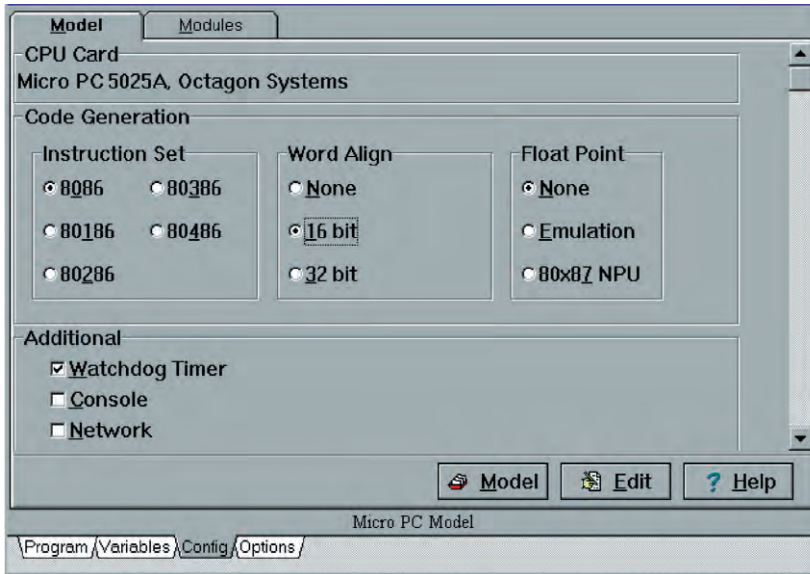 Model Modules
CPU Card
Micro PC 5025A, Octagon Systems
Code Generation
Instruction Set
8086 80386
80186 80486
80286
Word Align
None
16 bit
32 bit
Float Point
None
Emulation
80x87 NPU
Additional
Watchdog Timer
Console
Network
Model Edit ? Help
Micro PC Model
Program Variables Config Options